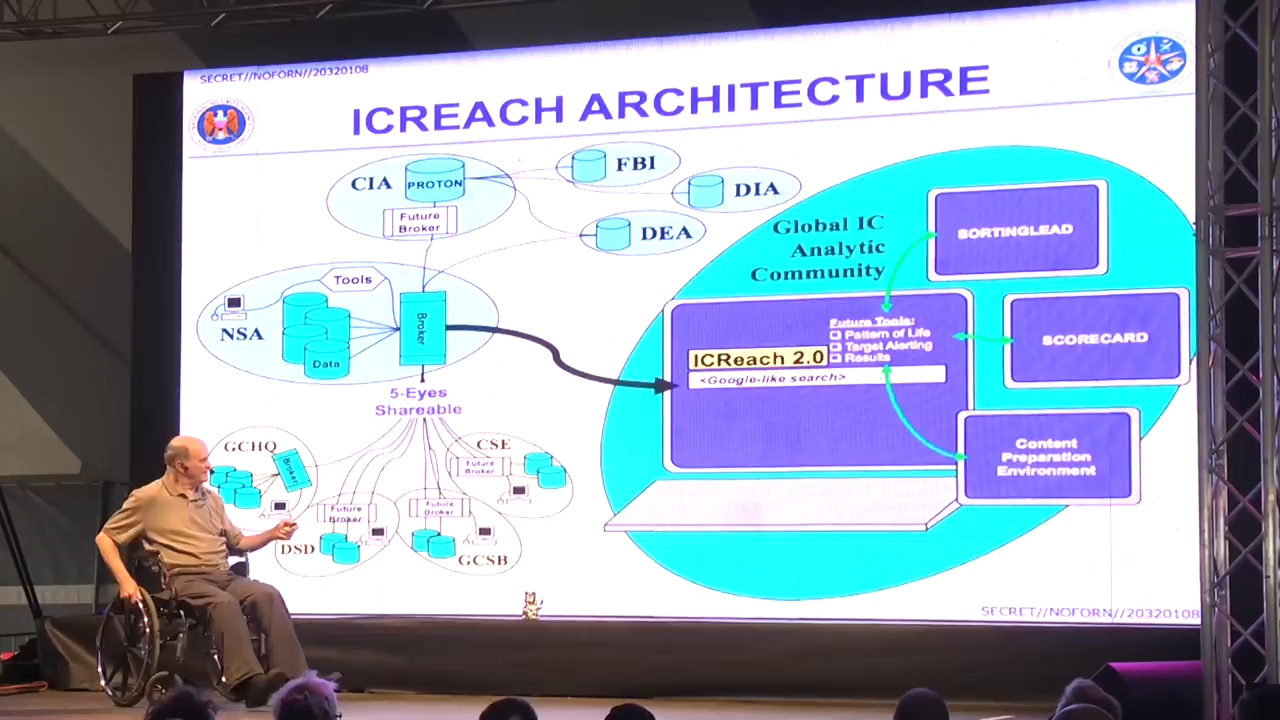 SECRET//NOFORN//20320108
ICREACH ARCHITECTURE
CIA
PROTON
Future
Broker
FBI
DIA
DEA
NSA
Tools
Data
Broker
5-Eyes
Shareable
GCHQ
Broker
DSD
Future
Broker
Future
Broker
GCSB
CSE
Future
Broker
Global IC
Analytic
Community
SORTINGLEAD
SCORECARD
Content
Preparation
Environment
Future Tools:
Pattern of Life
Target Alerting
Results
ICReach 2.0
<Google-like search>
SECRET//NOFORN//20320108